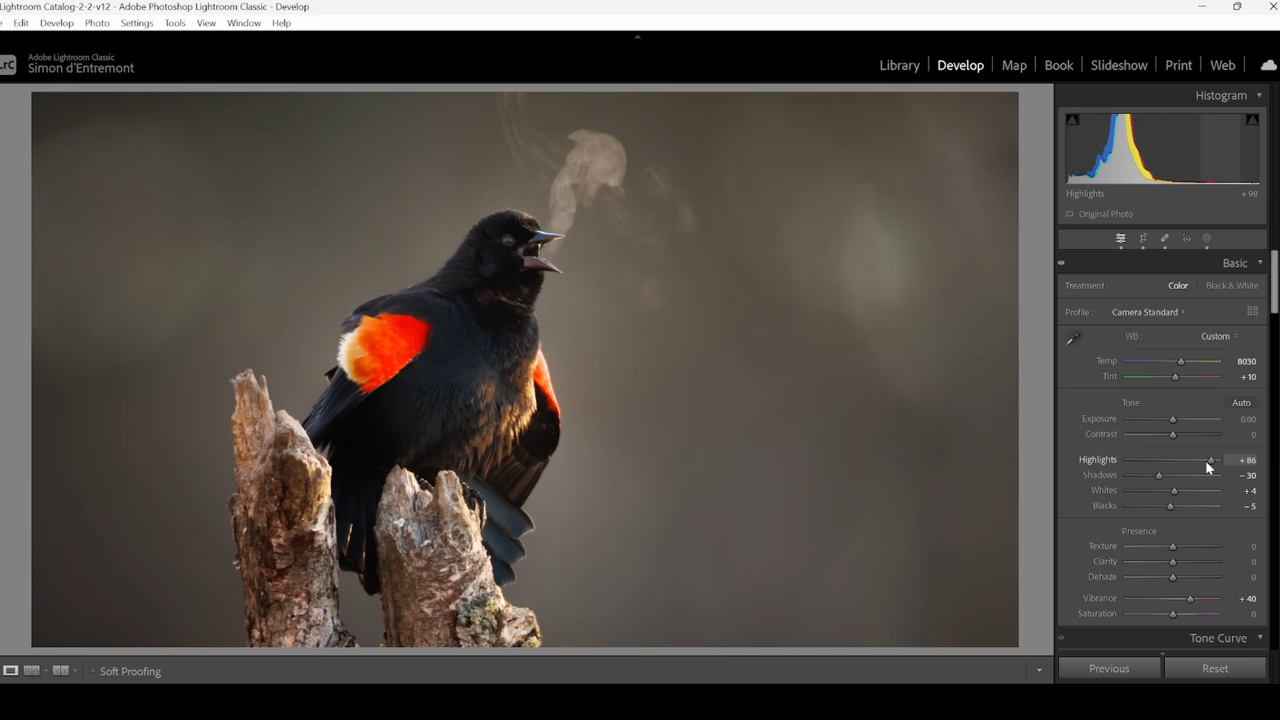 Lightroom Catalog-2-2-v12 - Adobe Photoshop Lightroom Classic - Develop
Edit Develop Photo Settings Tools View Window Help
LrC Adobe Lightroom Classic
Simon d'Entremont
Library Develop Map Book Slideshow Print Web
Histogram
Highlights +98
Original Photo
Basic
Treatment: Color Black & White
Profile: Camera Standard
WB: Custom
Temp 8030
Tint +10
Tone Auto
Exposure 0.00
Contrast 0
Highlights +86
Shadows -30
Whites +4
Blacks -5
Presence
Texture 0
Clarity 0
Dehaze 0
Vibrance +40
Saturation 0
Tone Curve
Soft Proofing
Previous Reset